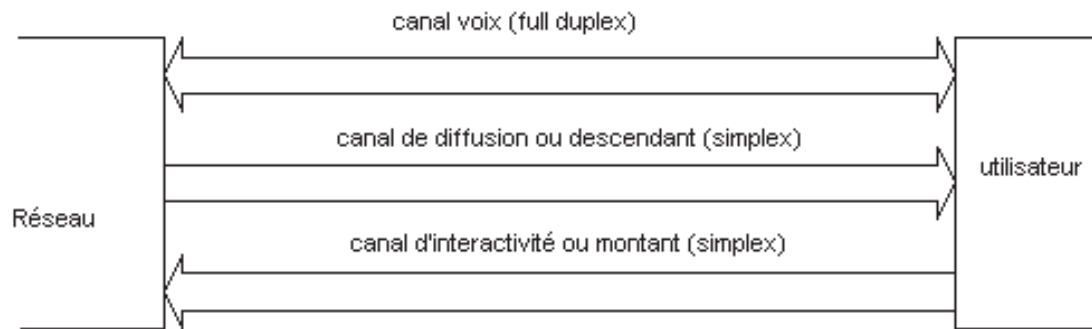 canal voix (full duplex)
canal de diffusion ou descendant (simplex)
utilisateur
Réseau
canal d'interactivité ou montant (simplex)